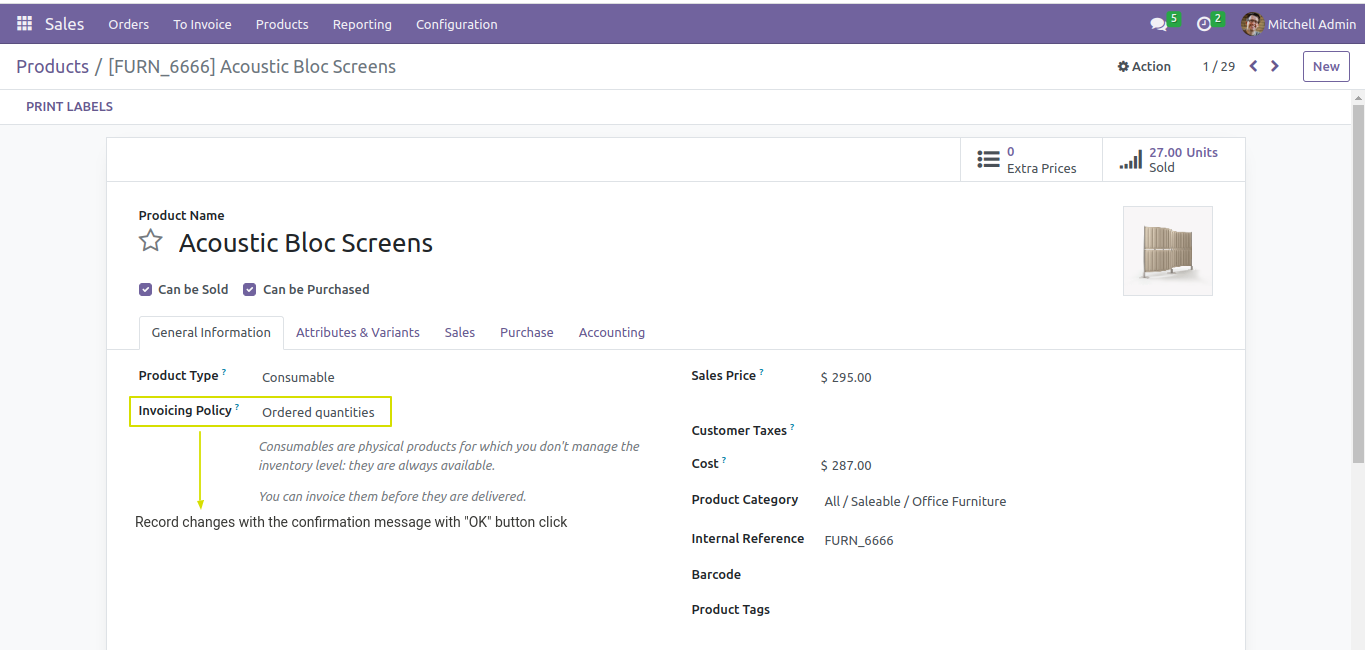 Sales Orders To Invoice Products Reporting Configuration 5 2 Mitchell Admin
Products / [FURN_6666] Acoustic Bloc Screens Action 1 / 29 New
PRINT LABELS
0
Extra Prices
27.00 Units
Sold
Product Name
Acoustic Bloc Screens
Can be Sold Can be Purchased
General Information Attributes & Variants Sales Purchase Accounting
Product Type ? Consumable
Invoicing Policy ? Ordered quantities
Consumables are physical products for which you don't manage the
inventory level: they are always available.
You can invoice them before they are delivered.
Record changes with the confirmation message with "OK" button click
Sales Price ? $ 295.00
Customer Taxes ?
Cost ? $ 287.00
Product Category All / Saleable / Office Furniture
Internal Reference FURN_6666
Barcode
Product Tags